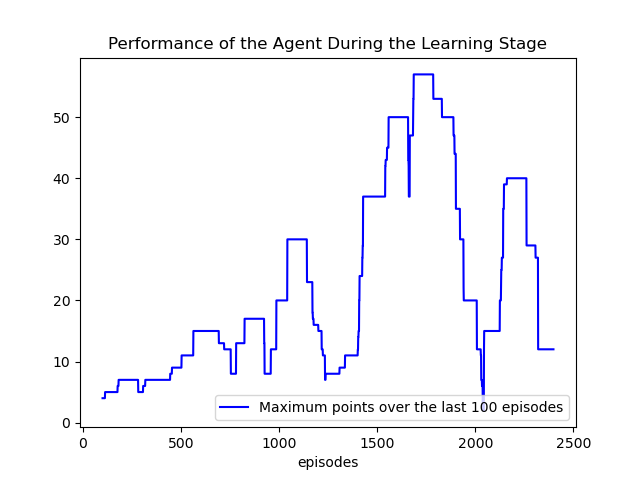 Performance of the Agent During the Learning Stage
50
40
30
20
10
0
Maximum points over the last 100 episodes
0 500 1000 1500 2000 2500
episodes